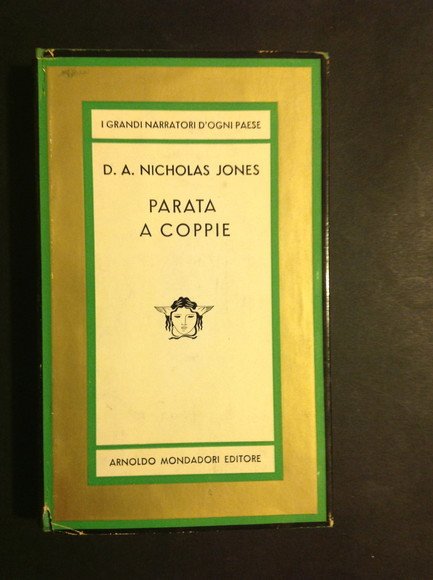 I GRANDI NARRATORI D'OGNI PAESE
D. A. NICHOLAS JONES
PARATA
A COPPIE
ARNOLDO MONDADORI EDITORE